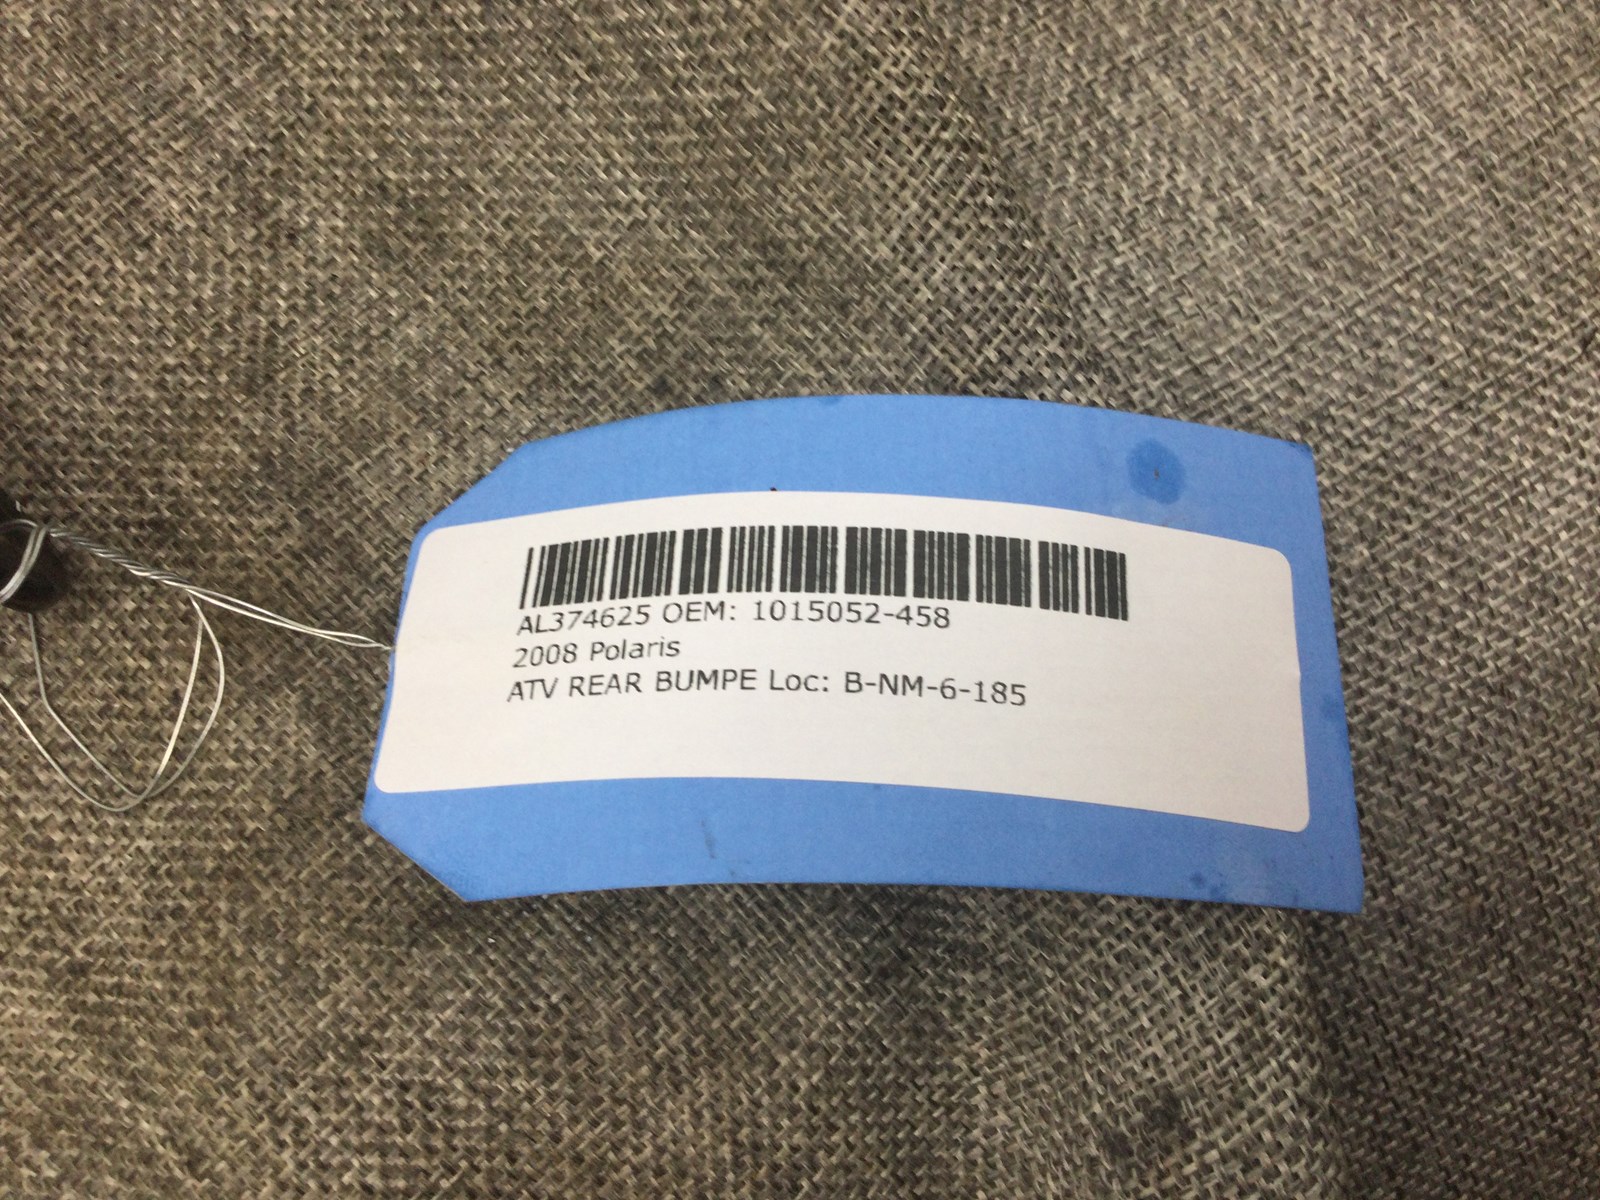 AL374625 OEM: 1015052-458
2008 Polaris
ATV REAR BUMPE Loc: B-NM-6-185